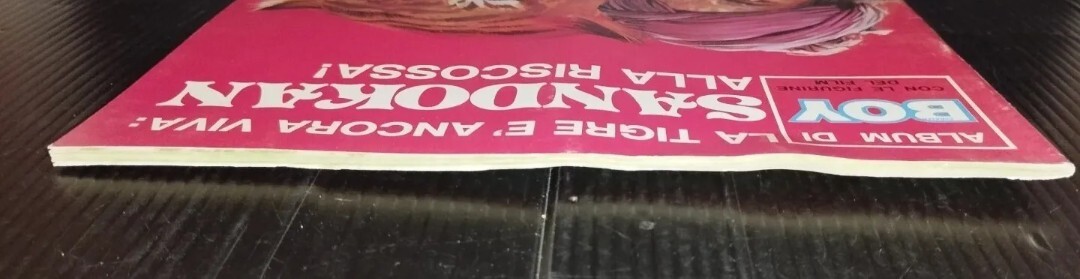 ALBUM DI
BOY
CON LE FIGURINE
DEL FILM
LA TIGRE E' ANCORA VIVA:
SANDOKAN
ALLA RISCOSSA!